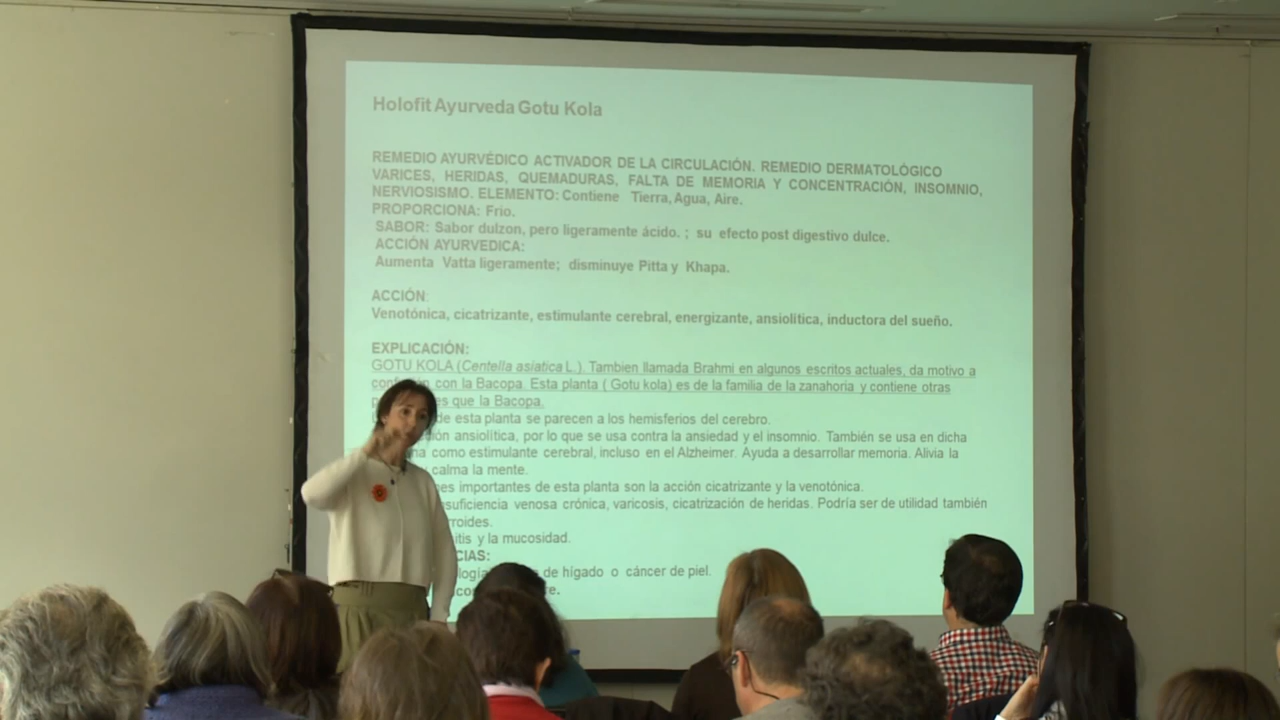 Holofit Ayurveda Gotu Kola
REMEDIO AYURVÉDICO ACTIVADOR DE LA CIRCULACIÓN. REMEDIO DERMATOLÓGICO
VARICES, HERIDAS, QUEMADURAS, FALTA DE MEMORIA Y CONCENTRACIÓN, INSOMNIO,
NERVIOSISMO. ELEMENTO: Contiene Tierra, Agua, Aire.
PROPORCIONA: Frio.
SABOR: Sabor dulzon, pero ligeramente ácido. ; su efecto post digestivo dulce.
ACCIÓN AYURVEDICA:
Aumenta Vatta ligeramente; disminuye Pitta y Khapa.
ACCIÓN:
Venotónica, cicatrizante, estimulante cerebral, energizante, ansiolítica, inductora del sueño.
EXPLICACIÓN:
GOTU KOLA (Centella asiatica L.). Tambien llamada Brahmi en algunos escritos actuales, da motivo a
con la Bacopa. Esta planta ( Gotu kola) es de la familia de la zanahoria y contiene otras
que la Bacopa.
de esta planta se parecen a los hemisferios del cerebro.
ansiolítica, por lo que se usa contra la ansiedad y el insomnio. También se usa en dicha
como estimulante cerebral, incluso en el Alzheimer. Ayuda a desarrollar memoria. Alivia la
y calma la mente.
importantes de esta planta son la acción cicatrizante y la venotónica.
venosa crónica, varicosis, cicatrización de heridas. Podría ser de utilidad también
y la mucosidad.
de hígado o cáncer de piel.